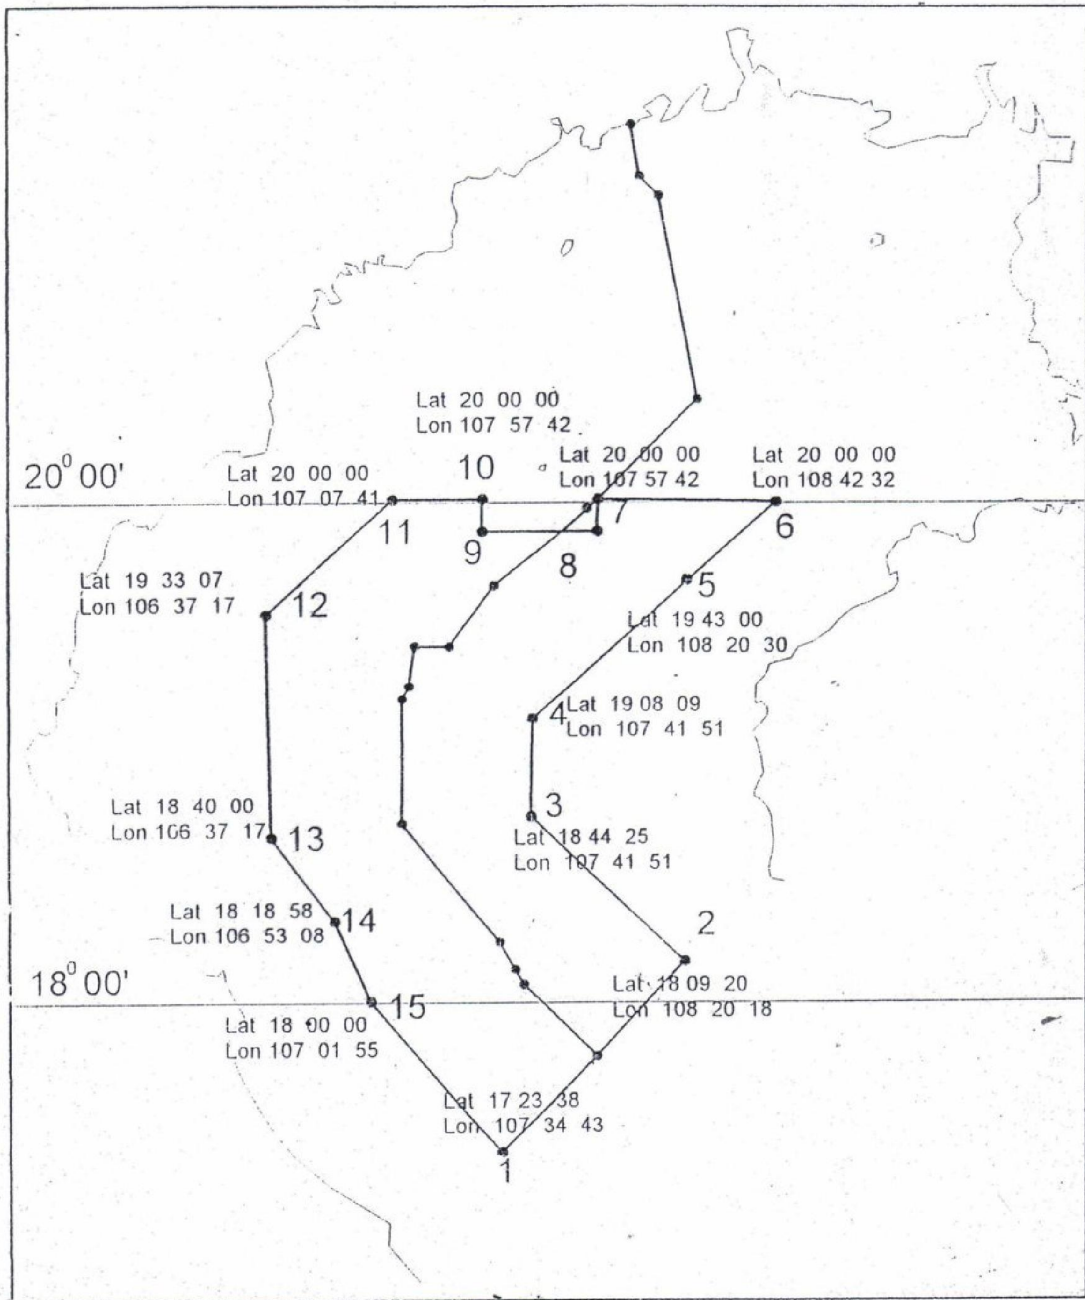 Lat 20 00 00
Lon 107 57 42
20⁰ 00'
10
Lat 20 00 00
Lon 107 57 42
Lat 20 00 00
Lon 108 42 32
Lat 20 00 00
Lon 107 07 41
11
9
8
7
6
5
Lat 19 33 07
Lon 106 37 17
12
Lat 19 43 00
Lon 108 20 30
4
Lat 19 08 09
Lon 107 41 51
3
Lat 18 44 25
Lon 107 41 51
Lat 18 40 00
Lon 106 37 17
13
14
Lat 18 18 58
Lon 106 53 08
2
Lat 18 09 20
Lon 108 20 18
18⁰ 00'
15
Lat 18 00 00
Lon 107 01 55
Lat 17 23 38
Lon 107 34 43
1